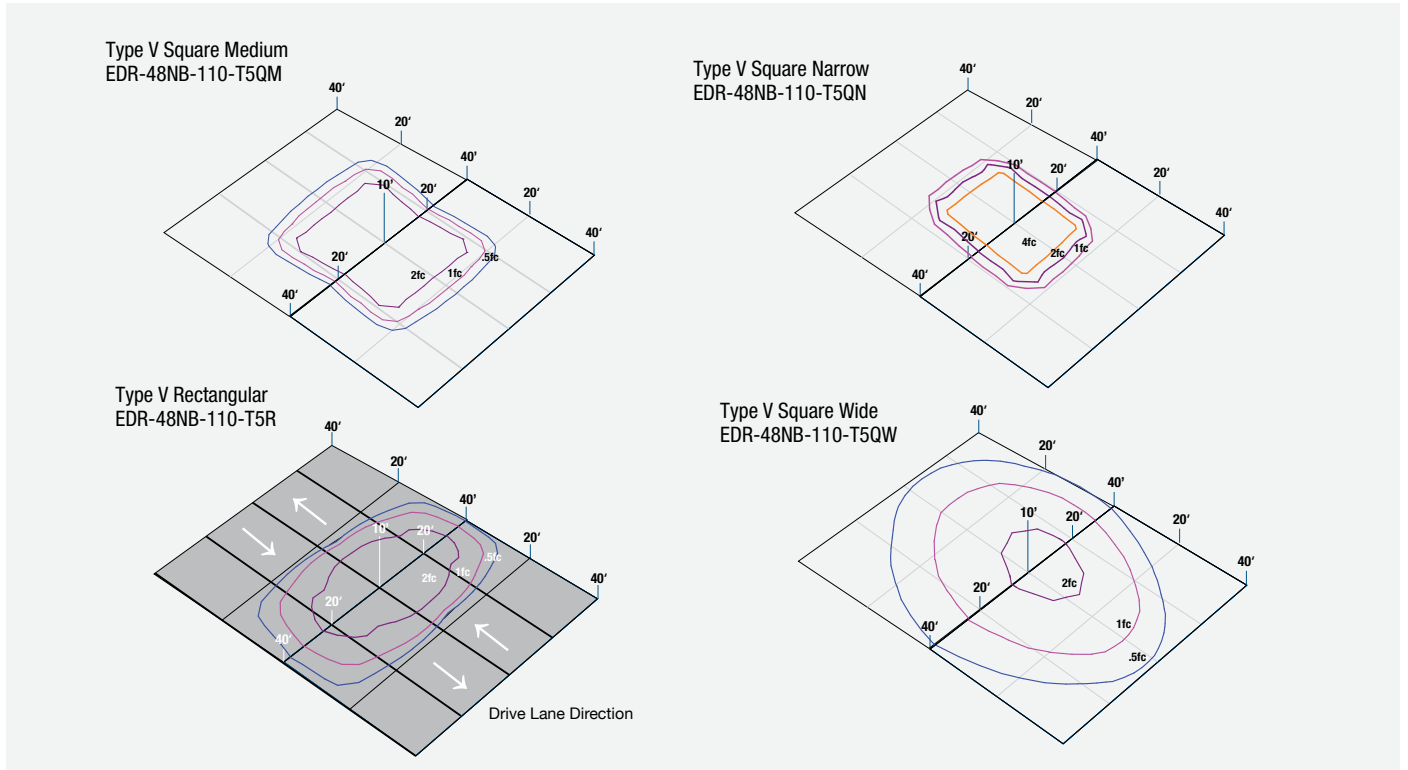 Type V Square Medium
EDR-48NB-110-T5QM
40‘
20‘
40‘
10’
20‘
20‘
40‘
20‘
40‘
2fc
1fc
.5fc
Type V Square Narrow
EDR-48NB-110-T5QN
40‘
20‘
40’
10’
20‘
20‘
40‘
20‘
40‘
4fc
2fc
1fc
Type V Rectangular
EDR-48NB-110-T5R
40‘
20‘
40‘
10’
20‘
20‘
40‘
20‘
40‘
2fc
1fc
.5fc
Drive Lane Direction
Type V Square Wide
EDR-48NB-110-T5QW
40‘
20‘
40‘
10’
20‘
20‘
40‘
20‘
40‘
2fc
1fc
.5fc